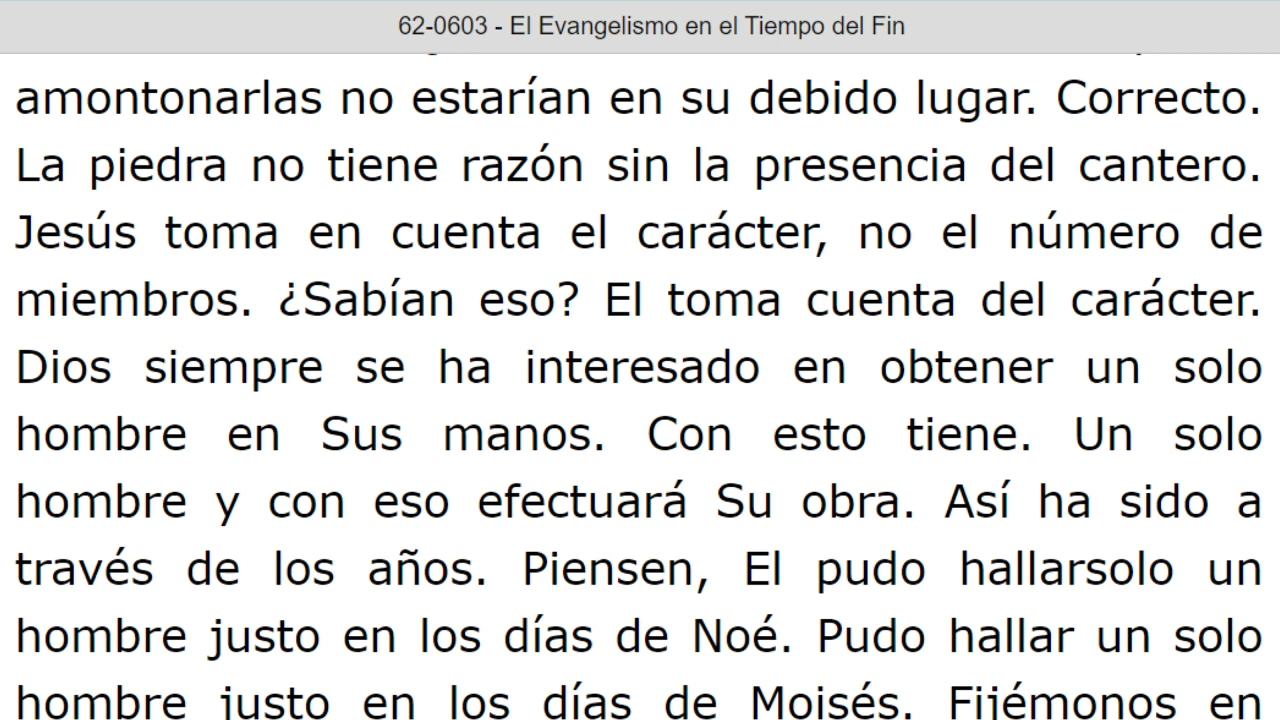 62-0603 - El Evangelismo en el Tiempo del Fin
amontonarlas no estarían en su debido lugar. Correcto.
La piedra no tiene razón sin la presencia del cantero.
Jesús toma en cuenta el carácter, no el número de
miembros. ¿Sabían eso? El toma cuenta del carácter.
Dios siempre se ha interesado en obtener un solo
hombre en Sus manos. Con esto tiene. Un solo
hombre y con eso efectuará Su obra. Así ha sido a
través de los años. Piensen, El pudo hallarsolo un
hombre justo en los días de Noé. Pudo hallar un solo
hombre justo en los días de Moisés. Fijémonos en